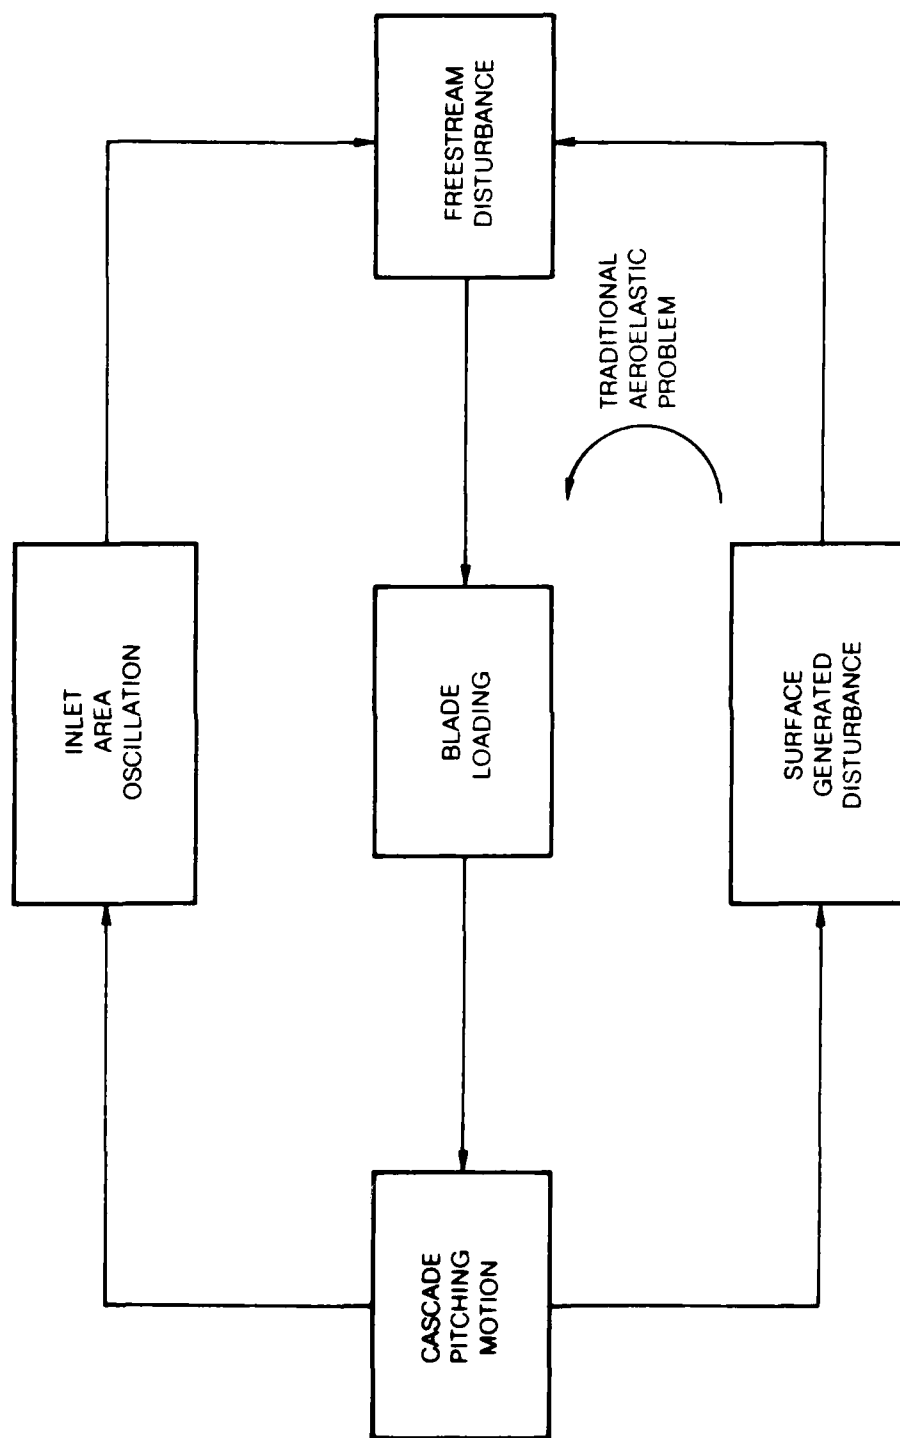 INLET
AREA
OSCILLATION
CASCADE
PITCHING
MOTION
BLADE
LOADING
FREESTREAM
DISTURBANCE
TRADITIONAL
AEROELASTIC
PROBLEM
SURFACE
GENERATED
DISTURBANCE